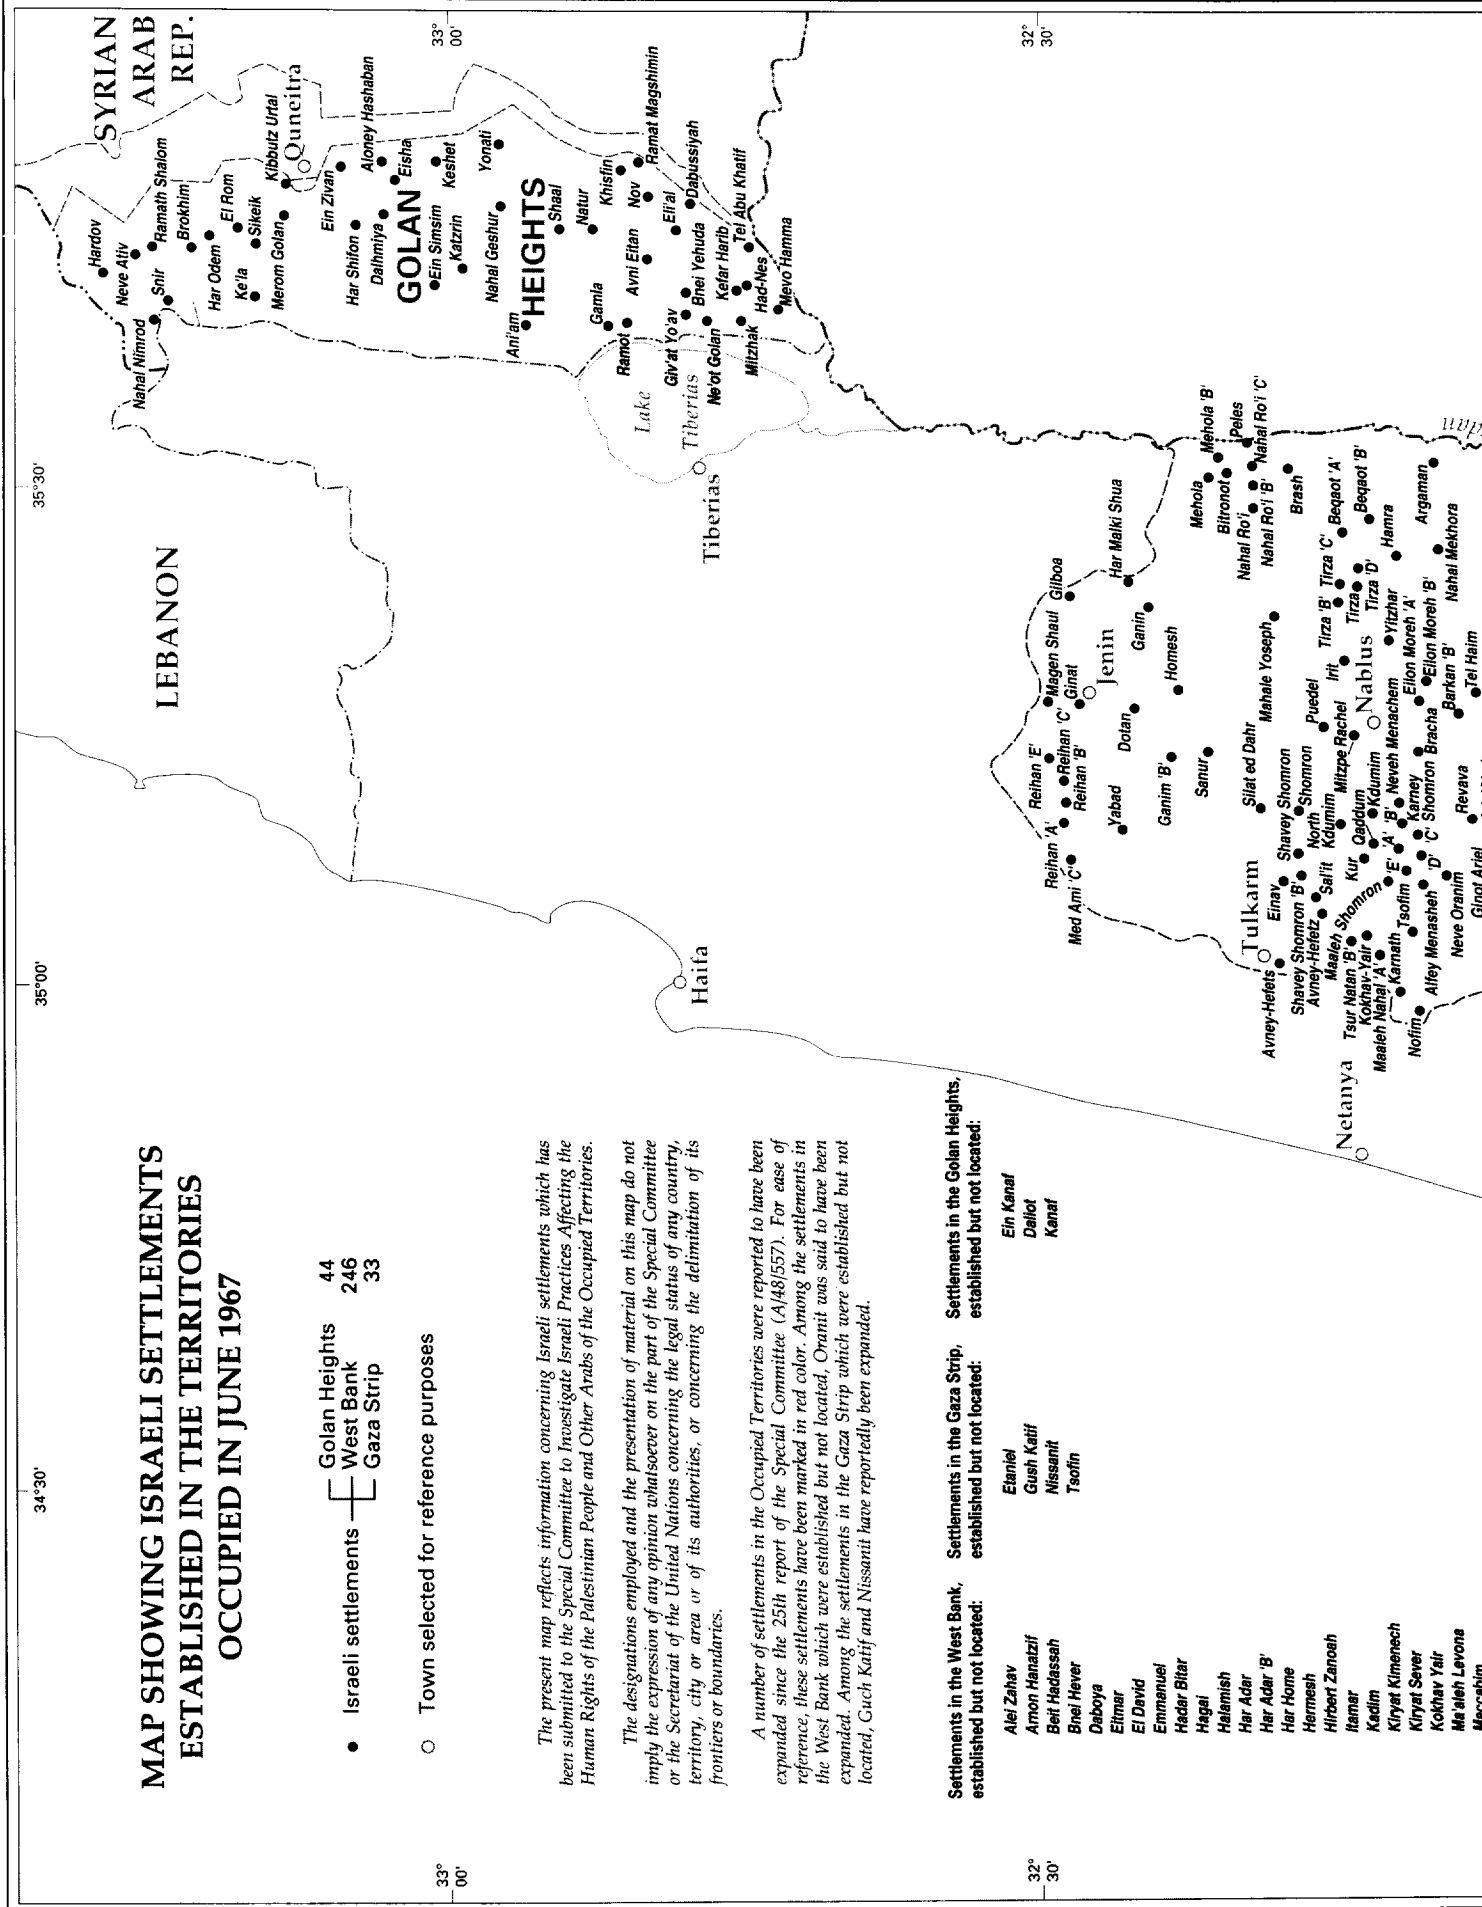 MAP SHOWING ISRAELI SETTLEMENTS
ESTABLISHED IN THE TERRITORIES
OCCUPIED IN JUNE 1967
Israeli settlements
Golan Heights 44
West Bank 246
Gaza Strip 33
Town selected for reference purposes
The present map reflects information concerning Israeli settlements which has
been submitted to the Special Committee to Investigate Israeli Practices Affecting the
Human Rights of the Palestinian People and Other Arabs of the Occupied Territories.
The designations employed and the presentation of material on this map do not
imply the expression of any opinion whatsoever on the part of the Special Committee
or the Secretariat of the United Nations concerning the legal status of any country,
territory, city or area or of its authorities, or concerning the delimitation of its
frontiers or boundaries.
A number of settlements in the Occupied Territories were reported to have been
expanded since the 25th report of the Special Committee (A/48/557). For ease of
reference, these settlements have been marked in red color. Among the settlements in
the West Bank which were established but not located, Oranit was said to have been
expanded. Among the settlements in the Gaza Strip which were established but not
located, Guch Katif and Nissanit have reportedly been expanded.
Settlements in the West Bank,
established but not located:
Alei Zahav
Amon Hanatzif
Beit Hadassah
Bnei Hever
Daboya
Eitmar
El David
Emmanuel
Hadar Bitar
Hagai
Halamish
Har Adar
Har Adar 'B'
Har Home
Hermesh
Hirbert Zanoah
Itamar
Kadim
Kiryat Kimenech
Kiryat Sever
Kokhav Yair
Ma'aleh Levona
Settlements in the Gaza Strip,
established but not located:
Etaniel
Gush Katif
Nissanit
Tsofin
Settlements in the Golan Heights,
established but not located:
Ein Kanaf
Daliot
Kanaf
34°30'
35°00'
35°30'
33°
00'
32°
30'
33°
00'
32°
30'
LEBANON
SYRIAN
ARAB
REP.
GOLAN
HEIGHTS
Hardov
Neve Ativ
Snir
Nahal Nimrod
Ramath Shalom
Brokhim
Har Odem
El Rom
Sikeik
Ke'la
Merom Golan
Kibbutz Urtal
Quneitra
Ein Zivan
Har Shifon
Dalhmiya
Aloney Hashaban
Eisha
Ein Simsim
Katzrin
Keshet
Yonati
Nahal Geshur
Ani'am
Shaal
Natur
Gamla
Ramot
Avni Eitan
Khisfin
Nov
Ramat Magshimin
Eli'al
Dabussiyah
Giv'at Yo'av
Bnei Yehuda
Ne'ot Golan
Kefar Harib
Tel Abu Khatif
Mitzhak
Had-Nes
Mevo Hamma
Lake
Tiberias
Tiberias
Haifa
Netanya
Tulkarm
Jenin
Nablus
Gilboa
Har Malki Shua
Magen Shaul
Ginat
Ganin
Homesh
Dotan
Reihan 'E'
Reihan 'C'
Reihan 'B'
Reihan 'A'
Med Ami 'C'
Yabad
Ganim 'B'
Sanur
Mehola
Mehola 'B'
Bitronot
Peles
Nahal Ro'i
Nahal Ro'i 'B'
Nahal Ro'i 'C'
Brash
Silat ed Dahr
Mahale Yoseph
Puedel
Irit
Tirza 'B'
Tirza 'C'
Tirza
Tirza 'D'
Beqaot 'A'
Beqaot 'B'
Hamra
Argaman
Nahal Mekhora
Yitzhar
Eilon Moreh 'A'
Eilon Moreh 'B'
Barkan 'B'
Tel Haim
Avney-Hefets
Einav
Shavey Shomron
Shavey Shomron 'B'
Avney-Hefetz
Sal'it
North
Shomron
Kdumim
Mitzpe Rachel
Qaddum
Kdumim
Kur
Maaleh Shomron
'E'
'A'
'B'
Neveh Menachem
Karney
Shomron
'C'
'D'
Bracha
Tsur Natan 'B'
Kokhav-Yair
Maaleh Nahal 'A'
Karnath
Tsofim
Nofim
Alfey Menasheh
Neve Oranim
Revava